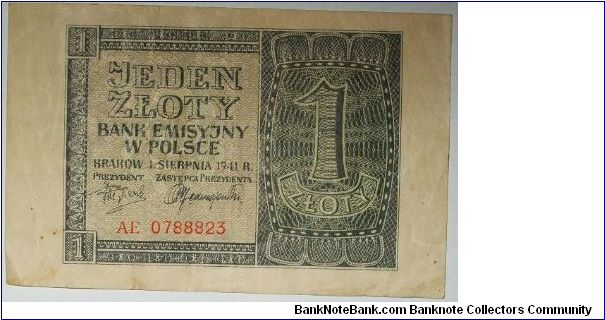 1
JEDEN
ZŁOTY
BANK EMISYJNY
W POLSCE
KRAKÓW 1. SIERPNIA 1941 R.
PREZYDENT ZASTĘPCA PREZYDENTA
AE 0788823
1
1
ZŁOTY
BankNoteBank.com Banknote Collectors Community